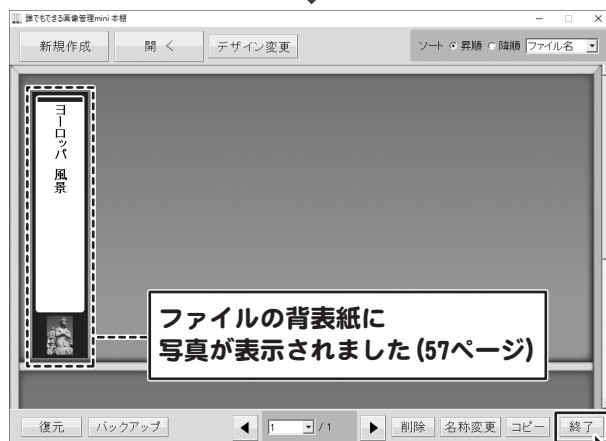 誰でもできる画像管理mini 本棚
新規作成
開 く
デザイン変更
ソート 昇順 降順 ファイル名
ヨーロッパ 風景
ファイルの背表紙に
写真が表示されました(57ページ)
復元
バックアップ
1 / 1
削除
名称変更
コピー
終了